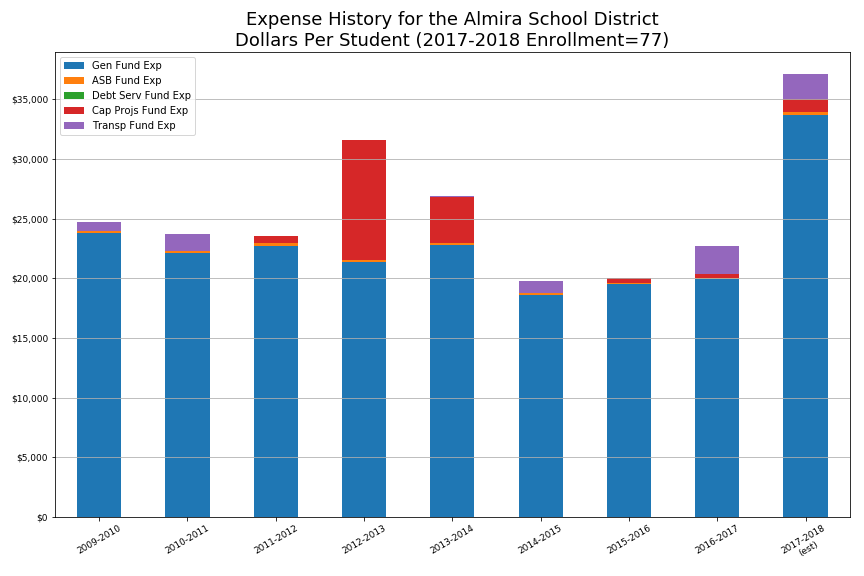 Expense History for the Almira School District
Dollars Per Student (2017-2018 Enrollment=77)
Gen Fund Exp
ASB Fund Exp
Debt Serv Fund Exp
Cap Projs Fund Exp
Transp Fund Exp
$35,000
$30,000
$25,000
$20,000
$15,000
$10,000
$5,000
$0
2009-2010
2010-2011
2011-2012
2012-2013
2013-2014
2014-2015
2015-2016
2016-2017
2017-2018
(est)